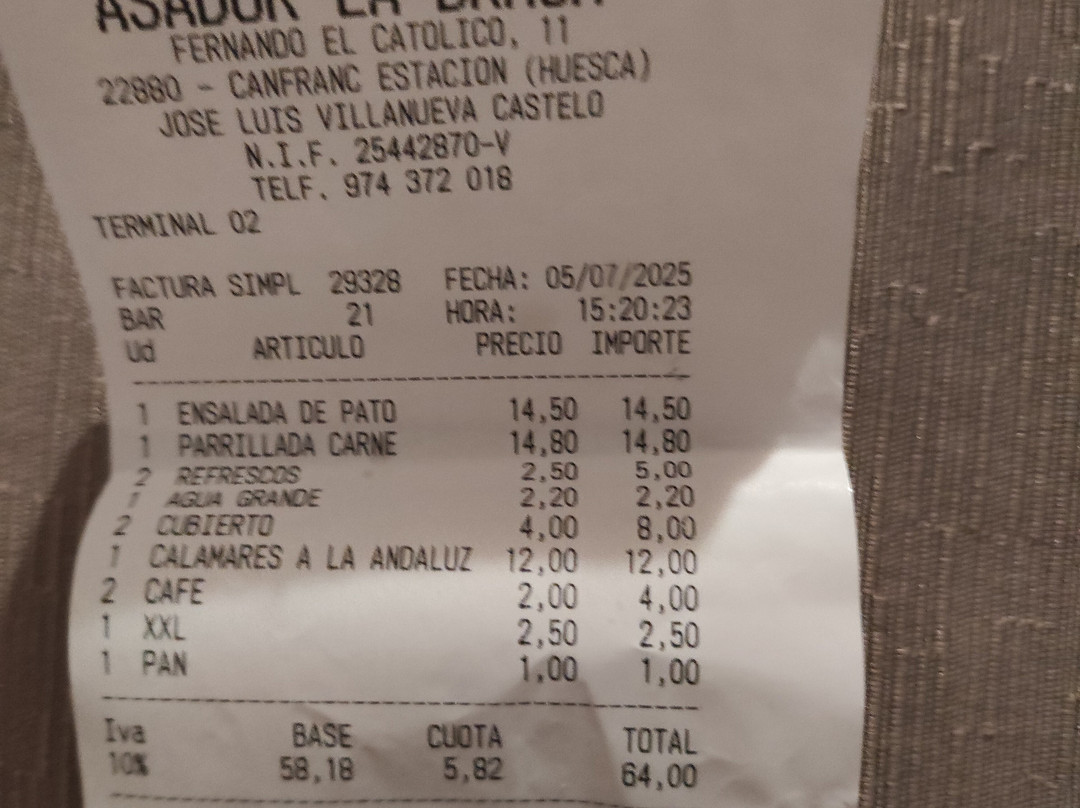 ASADOR LA BRASA
FERNANDO EL CATOLICO, 11
22880 - CANFRANC ESTACION (HUESCA)
JOSE LUIS VILLANUEVA CASTELO
N.I.F. 25442870-V
TELF. 974 372 018
TERMINAL 02
FACTURA SIMPL 29328 FECHA: 05/07/2025
BAR 21 HORA: 15:20:23
Ud ARTICULO PRECIO IMPORTE
1 ENSALADA DE PATO 14,50 14,50
1 PARRILLADA CARNE 14,80 14,80
2 REFRESCOS 2,50 5,00
1 AGUA GRANDE 2,20 2,20
2 CUBIERTO 4,00 8,00
1 CALAMARES A LA ANDALUZ 12,00 12,00
2 CAFE 2,00 4,00
1 XXL 2,50 2,50
1 PAN 1,00 1,00
Iva BASE CUOTA TOTAL
10% 58,18 5,82 64,00